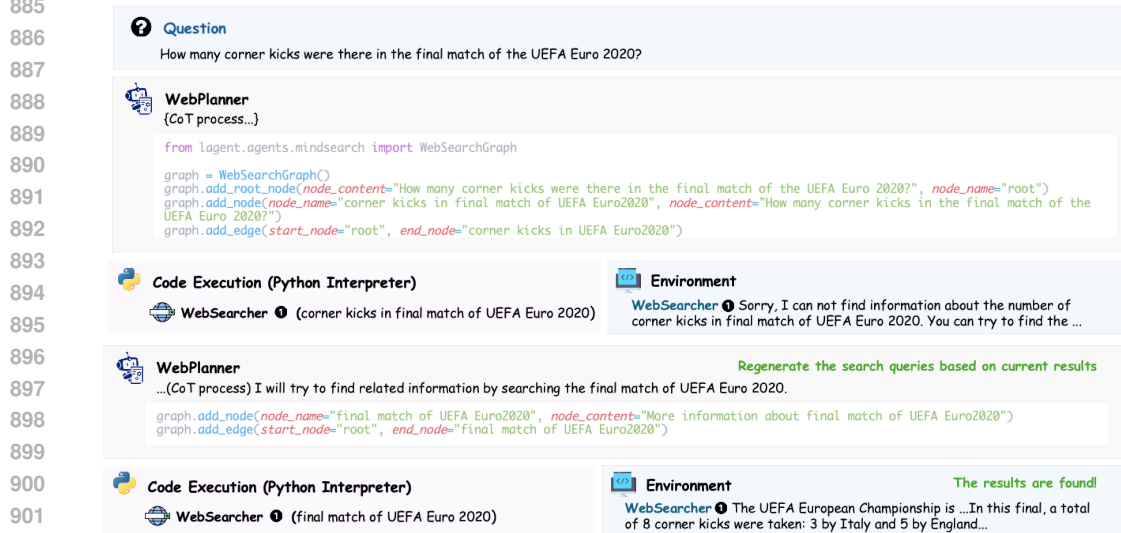 885
886
887
888
889
890
891
892
893
894
895
896
897
898
899
900
901
Question
How many corner kicks were there in the final match of the UEFA Euro 2020?
WebPlanner
{CoT process...}
from lagent.agents.mindsearch import WebSearchGraph
graph = WebSearchGraph()
graph.add_root_node(node_content="How many corner kicks were there in the final match of the UEFA Euro 2020?", node_name="root")
graph.add_node(node_name="corner kicks in final match of UEFA Euro2020", node_content="How many corner kicks in the final match of the
UEFA Euro 2020?")
graph.add_edge(start_node="root", end_node="corner kicks in UEFA Euro2020")
Code Execution (Python Interpreter)
WebSearcher 1 (corner kicks in final match of UEFA Euro 2020)
Environment
WebSearcher 1 Sorry, I can not find information about the number of
corner kicks in final match of UEFA Euro 2020. You can try to find the ...
WebPlanner
Regenerate the search queries based on current results
...(CoT process) I will try to find related information by searching the final match of UEFA Euro 2020.
graph.add_node(node_name="final match of UEFA Euro2020", node_content="More information about final match of UEFA Euro2020")
graph.add_edge(start_node="root", end_node="final match of UEFA Euro2020")
Code Execution (Python Interpreter)
WebSearcher 1 (final match of UEFA Euro 2020)
Environment
The results are found!
WebSearcher 1 The UEFA European Championship is ...In this final, a total
of 8 corner kicks were taken: 3 by Italy and 5 by England...